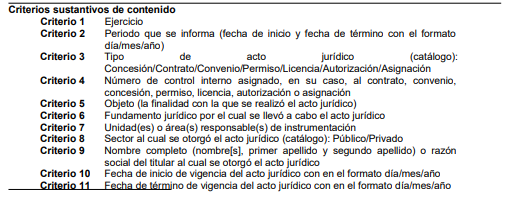 Criterios sustantivos de contenido
Criterio 1 Ejercicio
Criterio 2 Periodo que se informa (fecha de inicio y fecha de término con el formato
día/mes/año)
Criterio 3 Tipo de acto jurídico (catálogo):
Concesión/Contrato/Convenio/Permiso/Licencia/Autorización/Asignación
Criterio 4 Número de control interno asignado, en su caso, al contrato, convenio,
concesión, permiso, licencia, autorización o asignación
Criterio 5 Objeto (la finalidad con la que se realizó el acto jurídico)
Criterio 6 Fundamento jurídico por el cual se llevó a cabo el acto jurídico
Criterio 7 Unidad(es) o área(s) responsable(s) de instrumentación
Criterio 8 Sector al cual se otorgó el acto jurídico (catálogo): Público/Privado
Criterio 9 Nombre completo (nombre[s], primer apellido y segundo apellido) o razón
social del titular al cual se otorgó el acto jurídico
Criterio 10 Fecha de inicio de vigencia del acto jurídico con en el formato día/mes/año
Criterio 11 Fecha de término de vigencia del acto jurídico con en el formato día/mes/año